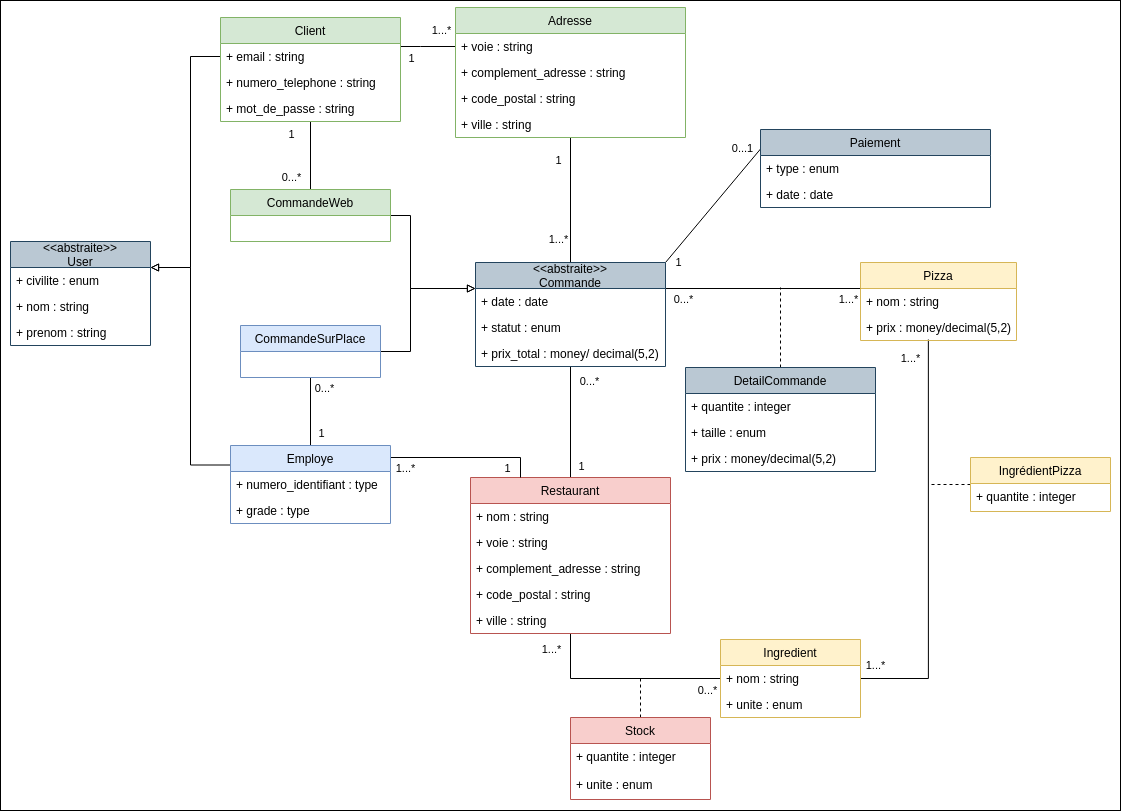 Client
+ email : string
+ numero_telephone : string
+ mot_de_passe : string
1...*
1
Adresse
+ voie : string
+ complement_adresse : string
+ code_postal : string
+ ville : string
1
0...*
CommandeWeb
1
1...*
0...1
1
Paiement
+ type : enum
+ date : date
<<abstraite>>
User
+ civilite : enum
+ nom : string
+ prenom : string
<<abstraite>>
Commande
+ date : date
+ statut : enum
+ prix_total : money/ decimal(5,2)
0...*
1...*
Pizza
+ nom : string
+ prix : money/decimal(5,2)
1...*
CommandeSurPlace
0...*
1
DetailCommande
+ quantite : integer
+ taille : enum
+ prix : money/decimal(5,2)
0...*
1
Employe
+ numero_identifiant : type
+ grade : type
1...*
1
Restaurant
+ nom : string
+ voie : string
+ complement_adresse : string
+ code_postal : string
+ ville : string
IngrédientPizza
+ quantite : integer
1...*
0...*
Ingredient
+ nom : string
+ unite : enum
1...*
Stock
+ quantite : integer
+ unite : enum